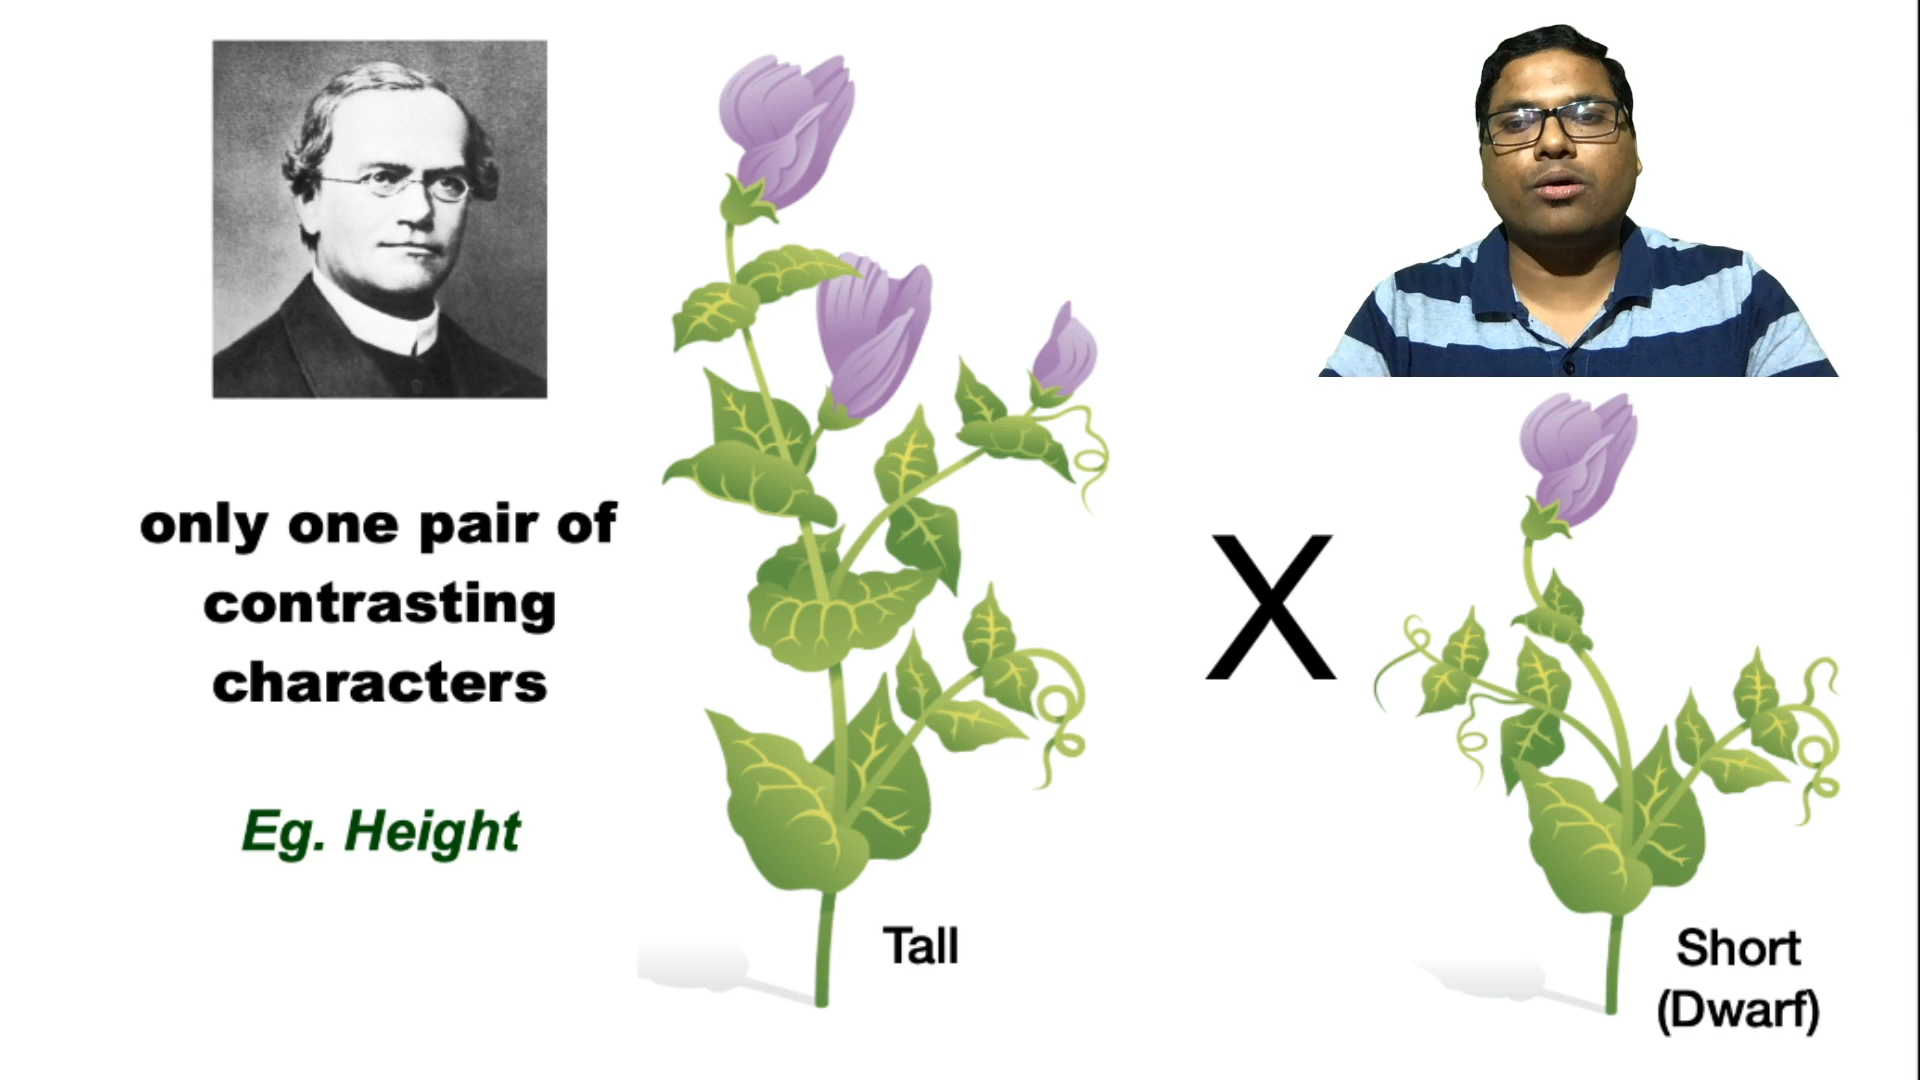 only one pair of
contrasting
characters
Eg. Height
Tall
X
Short
(Dwarf)